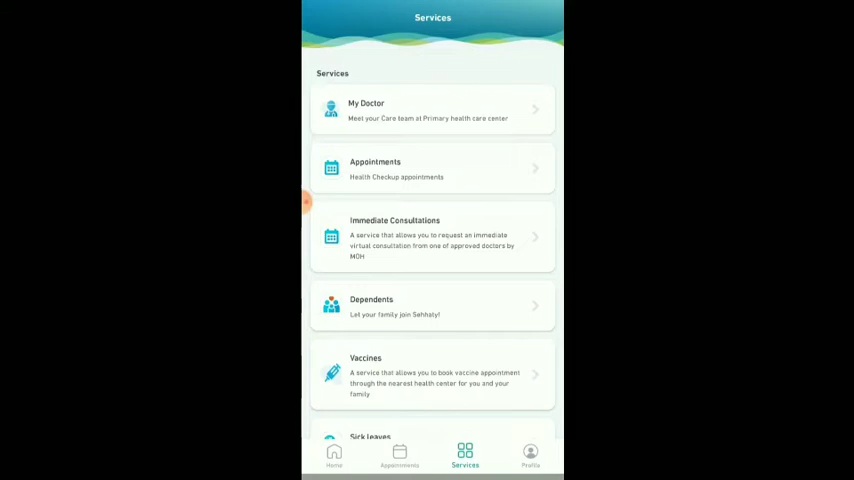 Services
Services
My Doctor
Meet your Care team at Primary health care center
Appointments
Health Checkup appointments
Immediate Consultations
A service that allows you to request an immediate
virtual consultation from one of approved doctors by
MOH
Dependents
Let your family join Sehhaty!
Vaccines
A service that allows you to book vaccine appointment
through the nearest health center for you and your
family
Sick leaves
Home
Appointments
Services
Profile